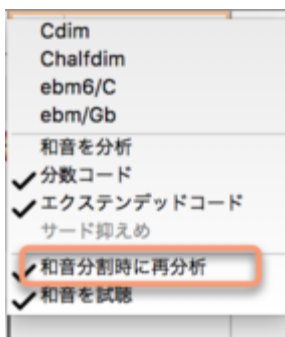 Cdim
Chalfdim
ebm6/C
ebm/Gb
和音を分析
分数コード
エクステンデッドコード
サード抑えめ
和音分割時に再分析
和音を試聴